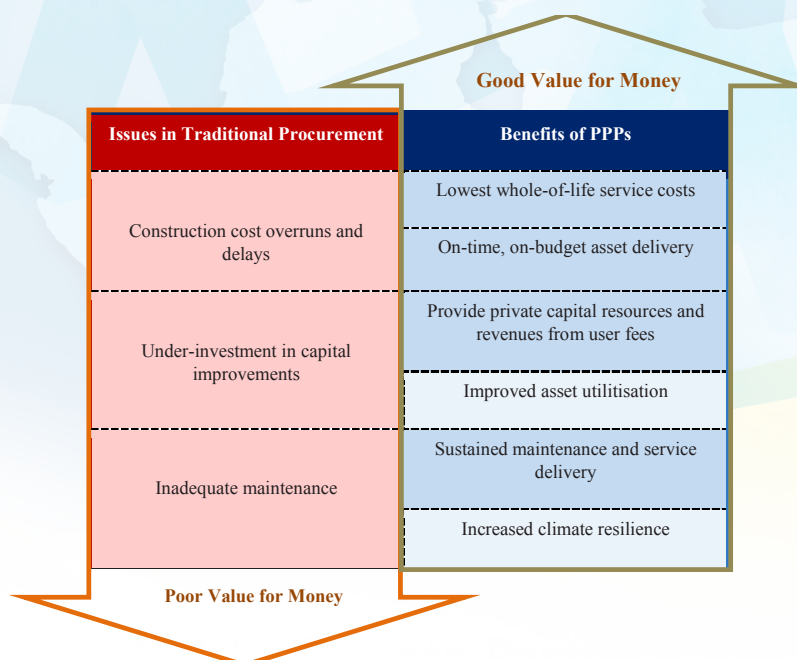 Good Value for Money
Issues in Traditional Procurement
Benefits of PPPs
Construction cost overruns and
delays
Lowest whole-of-life service costs
On-time, on-budget asset delivery
Under-investment in capital
improvements
Provide private capital resources and
revenues from user fees
Improved asset utilitisation
Inadequate maintenance
Sustained maintenance and service
delivery
Increased climate resilience
Poor Value for Money